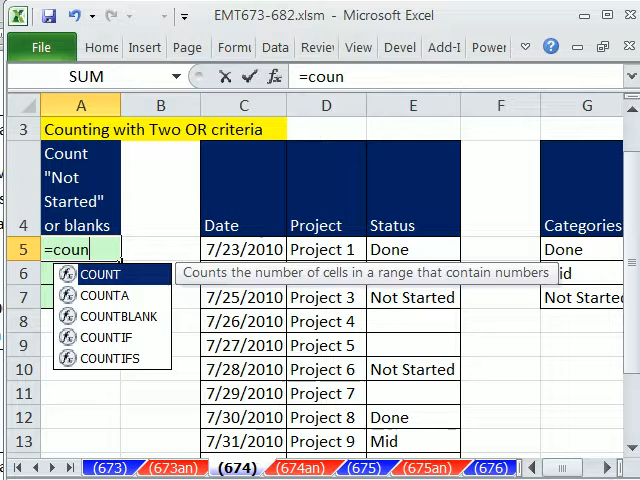 EMT673-682.xlsm - Microsoft Excel
File Home Insert Page Formu Data Revie View Devel Add-I Power
SUM =coun
A B C D E F G
3 Counting with Two OR criteria
Count
"Not
Started"
4 or blanks Date Project Status Categories
5 =coun 7/23/2010 Project 1 Done Done
6 COUNT Counts the number of cells in a range that contain numbers id
7 COUNTA 7/25/2010 Project 3 Not Started Not Started
8 COUNTBLANK 7/26/2010 Project 4
9 COUNTIF 7/27/2010 Project 5
10 COUNTIFS 7/28/2010 Project 6 Not Started
11 7/29/2010 Project 7
12 7/30/2010 Project 8 Done
13 7/31/2010 Project 9 Mid
(673) (673an) (674) (674an) (675) (675an) (676)